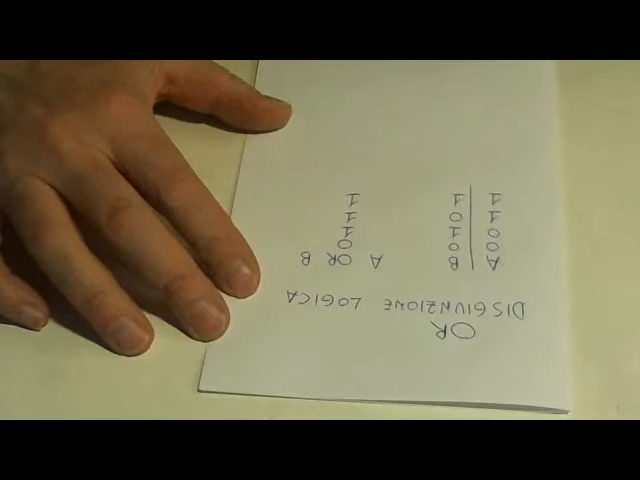 OR
DISGIUNZIONE LOGICA
A B A OR B
0 0 0
0 1 1
1 0 1
1 1 1